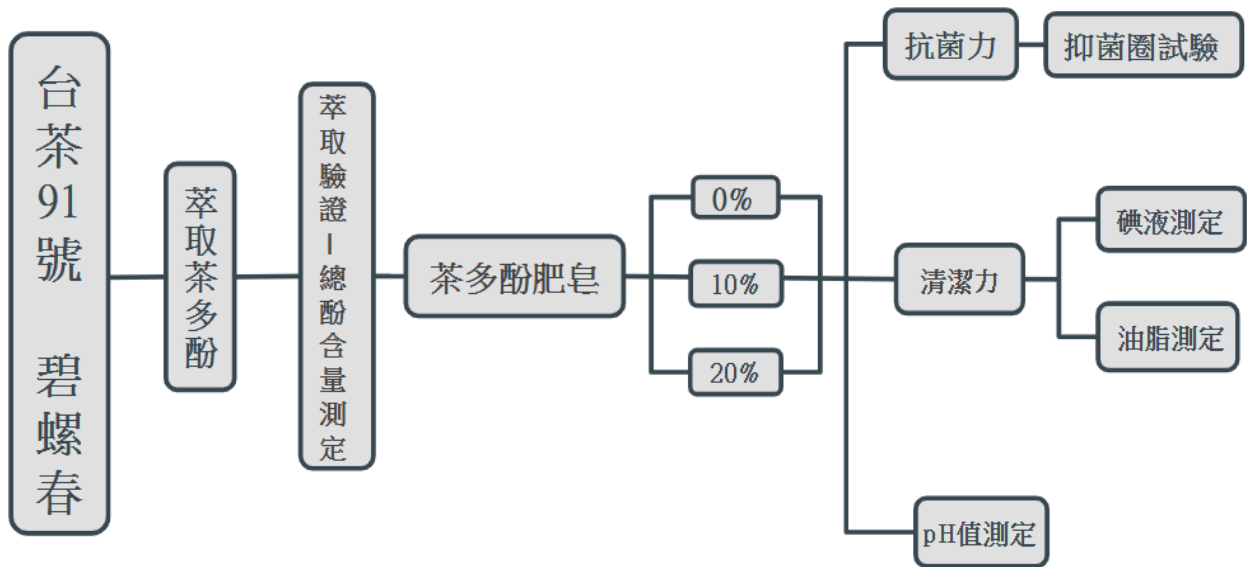 台茶91號 碧螺春
萃取茶多酚
萃取驗證-總酚含量測定
茶多酚肥皂
0%
10%
20%
抗菌力
抑菌圈試驗
清潔力
碘液測定
油脂測定
pH值測定